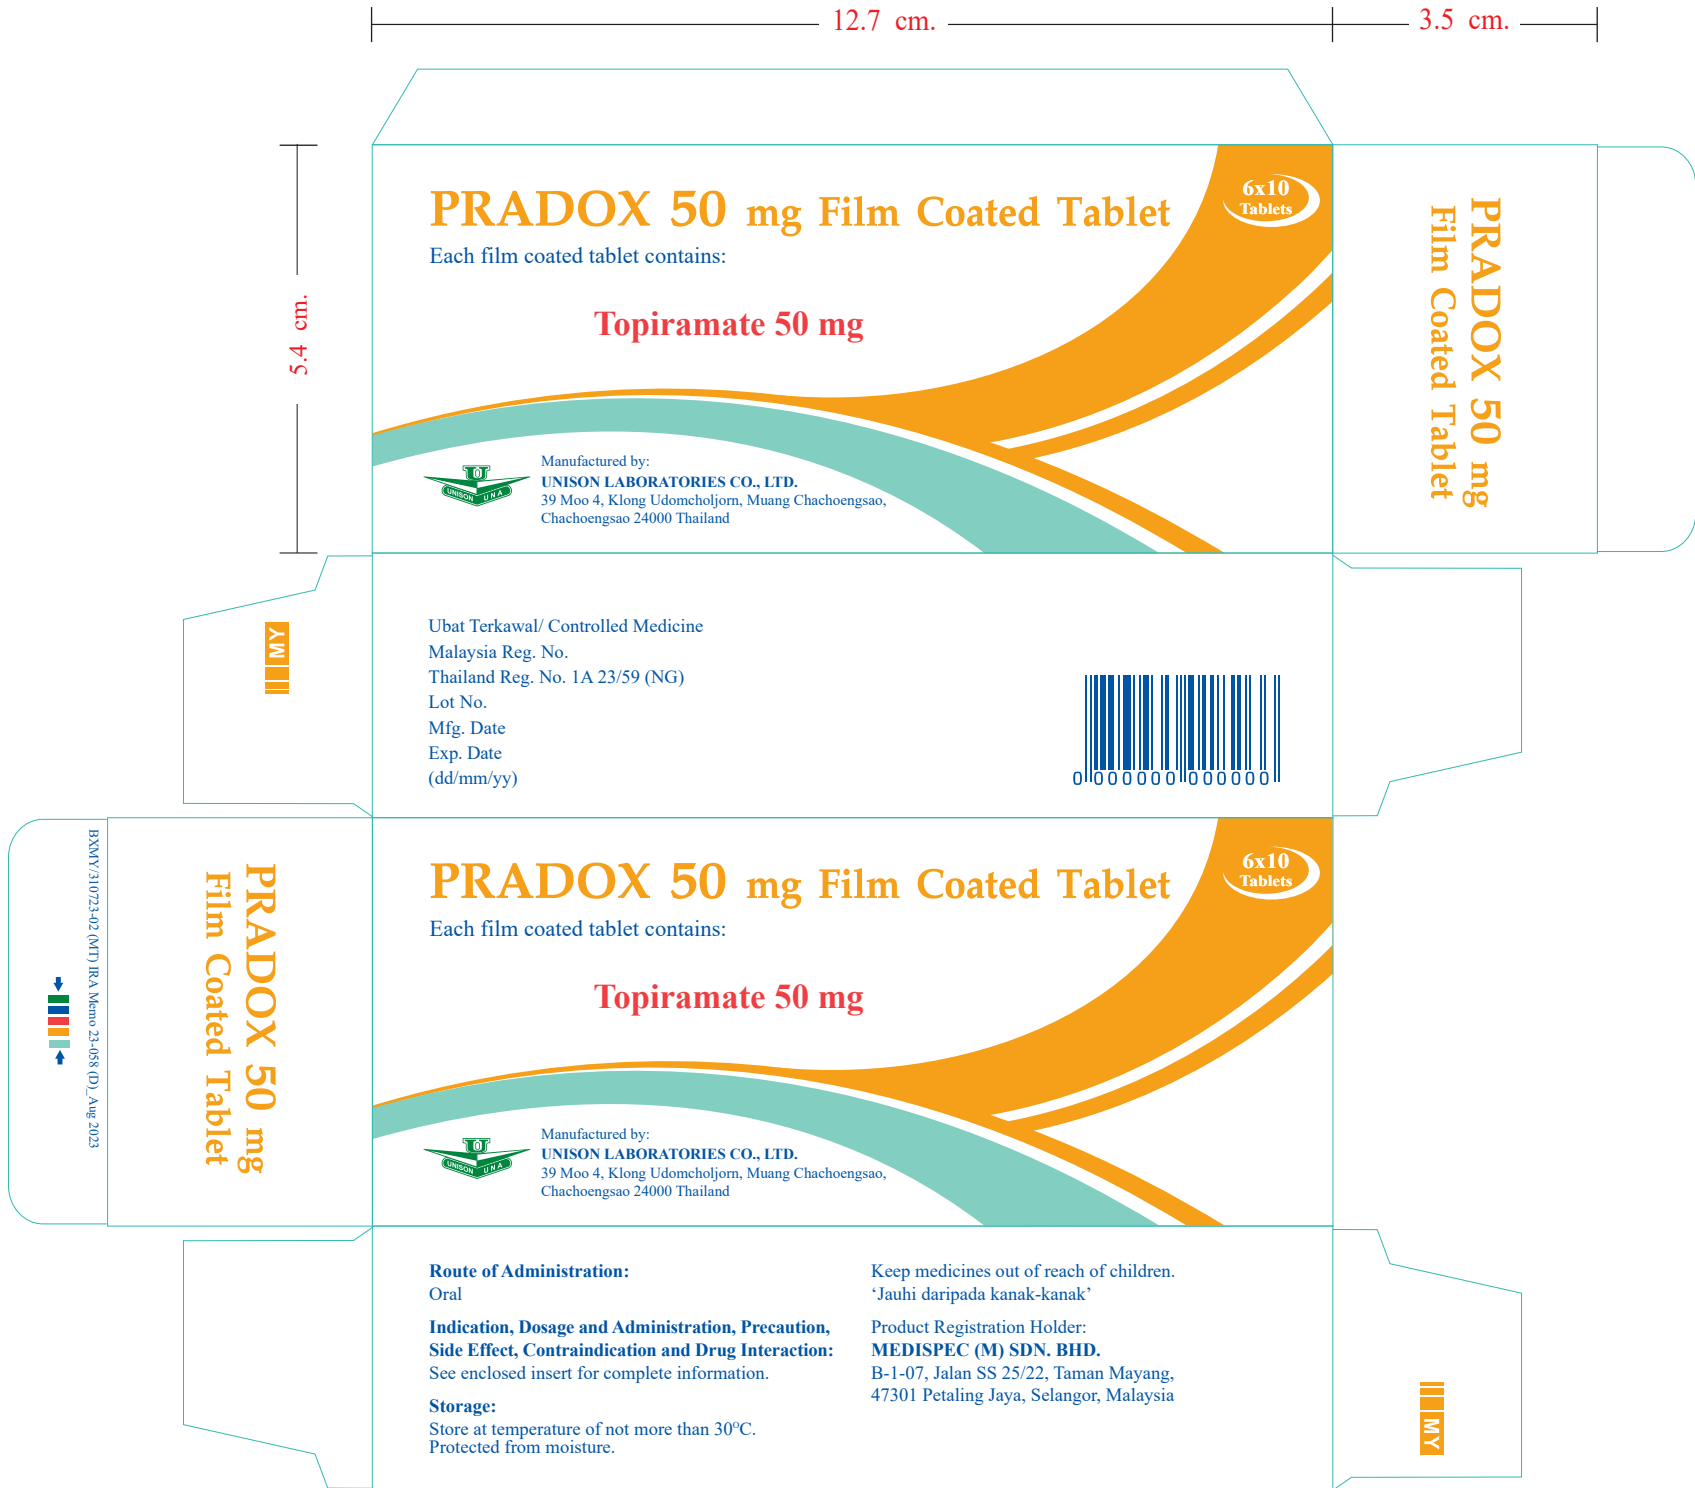 12.7 cm.
3.5 cm.
5.4 cm.
PRADOX 50 mg Film Coated Tablet
6x10
Tablets
Each film coated tablet contains:
Topiramate 50 mg
U
UNISON UNA
Manufactured by:
UNISON LABORATORIES CO., LTD.
39 Moo 4, Klong Udomcholjorn, Muang Chachoengsao,
Chachoengsao 24000 Thailand
PRADOX 50 mg
Film Coated Tablet
MY
Ubat Terkawal/ Controlled Medicine
Malaysia Reg. No.
Thailand Reg. No. 1A 23/59 (NG)
Lot No.
Mfg. Date
Exp. Date
(dd/mm/yy)
0 000000 000000
BXMY/310723-02 (MT) IRA Memo 23-058 (D)_Aug 2023
PRADOX 50 mg
Film Coated Tablet
PRADOX 50 mg Film Coated Tablet
6x10
Tablets
Each film coated tablet contains:
Topiramate 50 mg
U
UNISON UNA
Manufactured by:
UNISON LABORATORIES CO., LTD.
39 Moo 4, Klong Udomcholjorn, Muang Chachoengsao,
Chachoengsao 24000 Thailand
Route of Administration:
Oral
Indication, Dosage and Administration, Precaution,
Side Effect, Contraindication and Drug Interaction:
See enclosed insert for complete information.
Storage:
Store at temperature of not more than 30°C.
Protected from moisture.
Keep medicines out of reach of children.
‘Jauhi daripada kanak-kanak’
Product Registration Holder:
MEDISPEC (M) SDN. BHD.
B-1-07, Jalan SS 25/22, Taman Mayang,
47301 Petaling Jaya, Selangor, Malaysia
MY